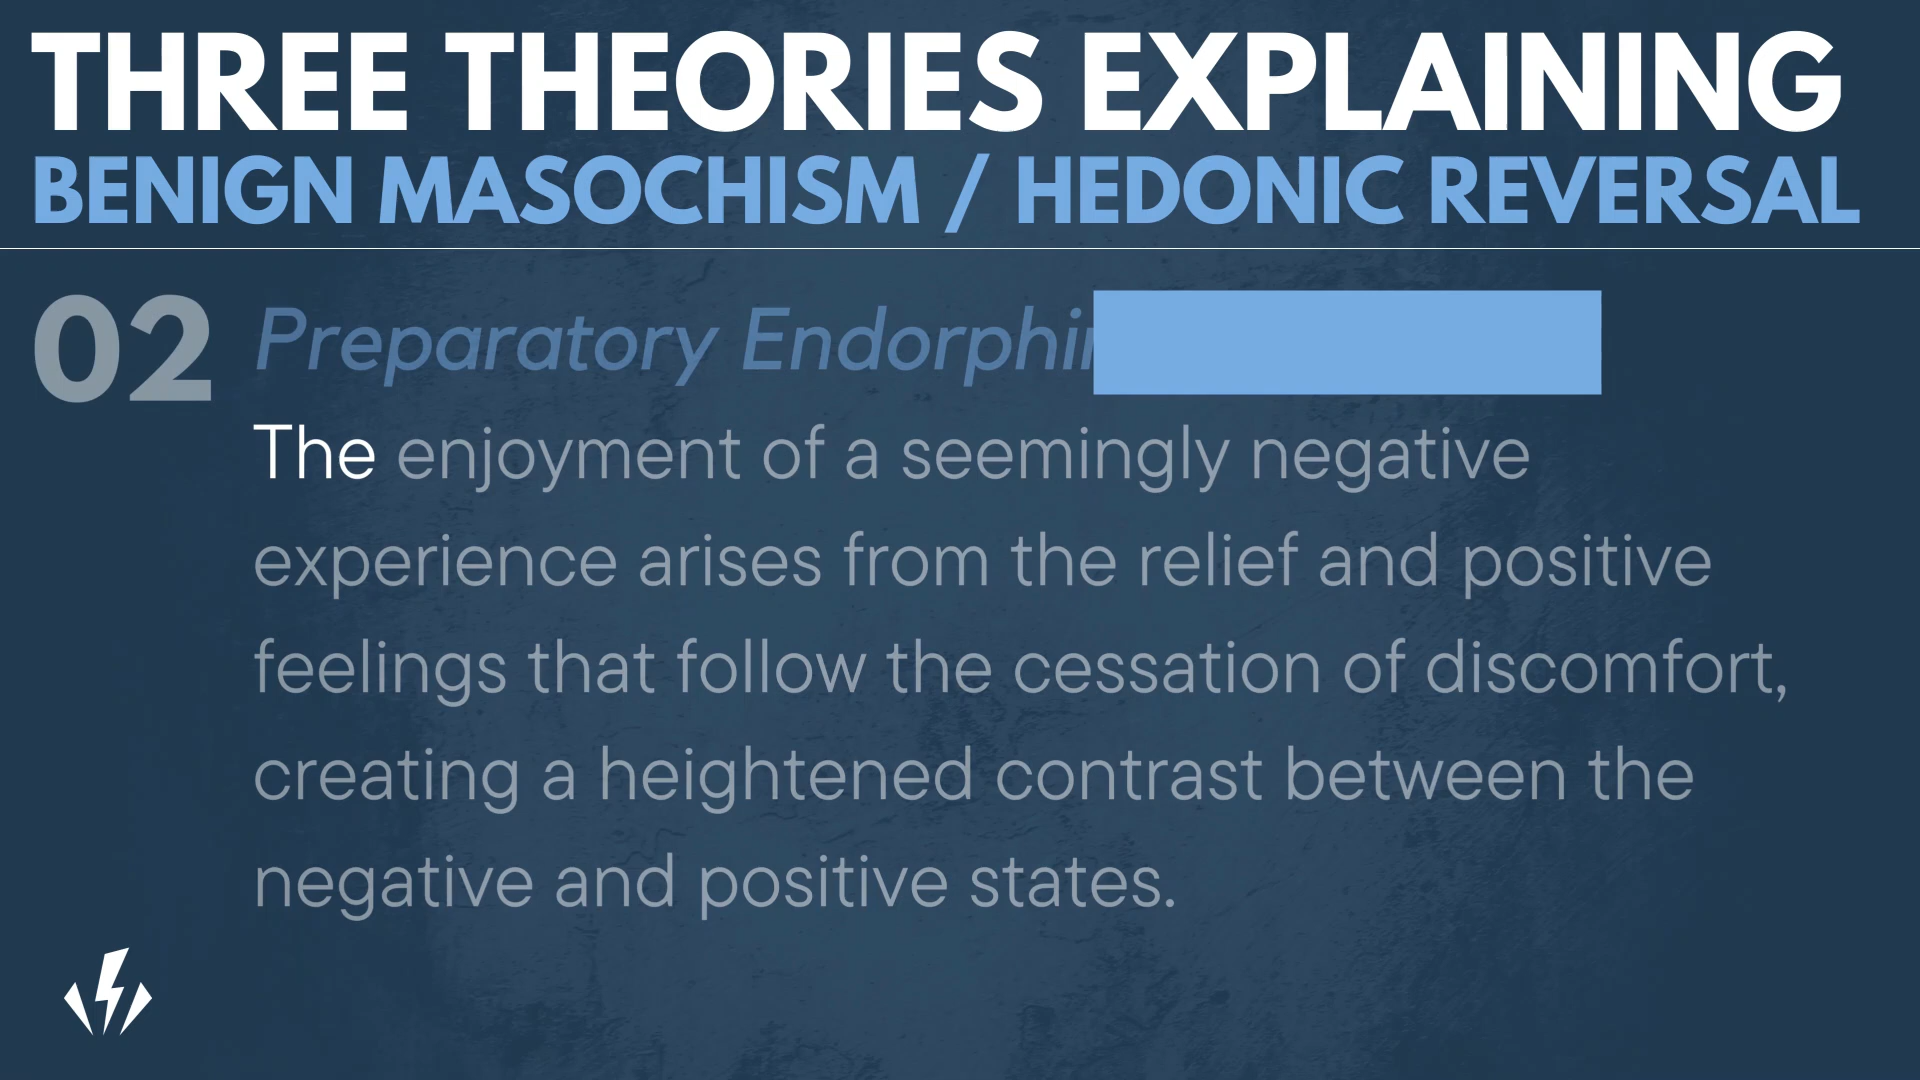 THREE THEORIES EXPLAINING
BENIGN MASOCHISM / HEDONIC REVERSAL
02 Preparatory
The enjoyment of a seemingly negative
experience arises from the relief and positive
feelings that follow the cessation of discomfort,
creating a heightened contrast between the
negative and positive states.